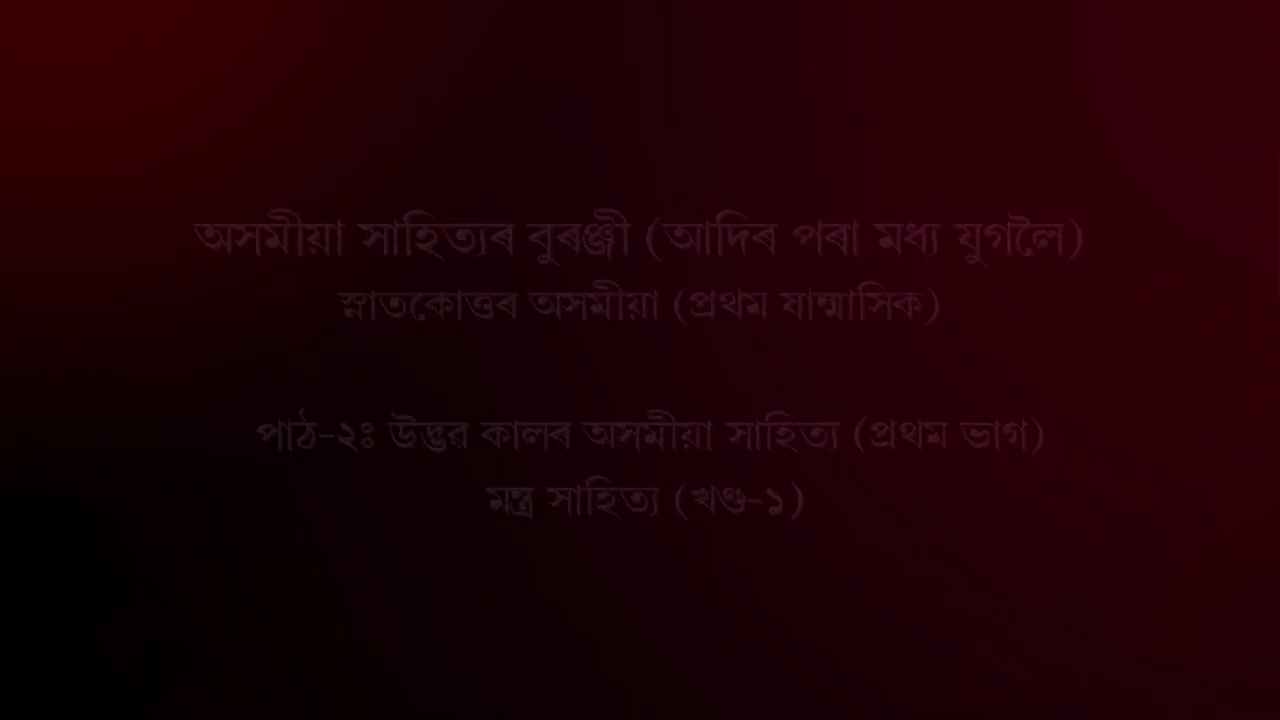 অসমীয়া সাহিত্যৰ বুৰঞ্জী (আদিৰ পৰা মধ্য যুগলৈ)
স্নাতকোত্তৰ অসমীয়া (প্ৰথম ষান্মাসিক)
পাঠ-২ঃ উদ্ভৱ কালৰ অসমীয়া সাহিত্য (প্ৰথম ভাগ)
মন্ত্ৰ সাহিত্য (খণ্ড-১)